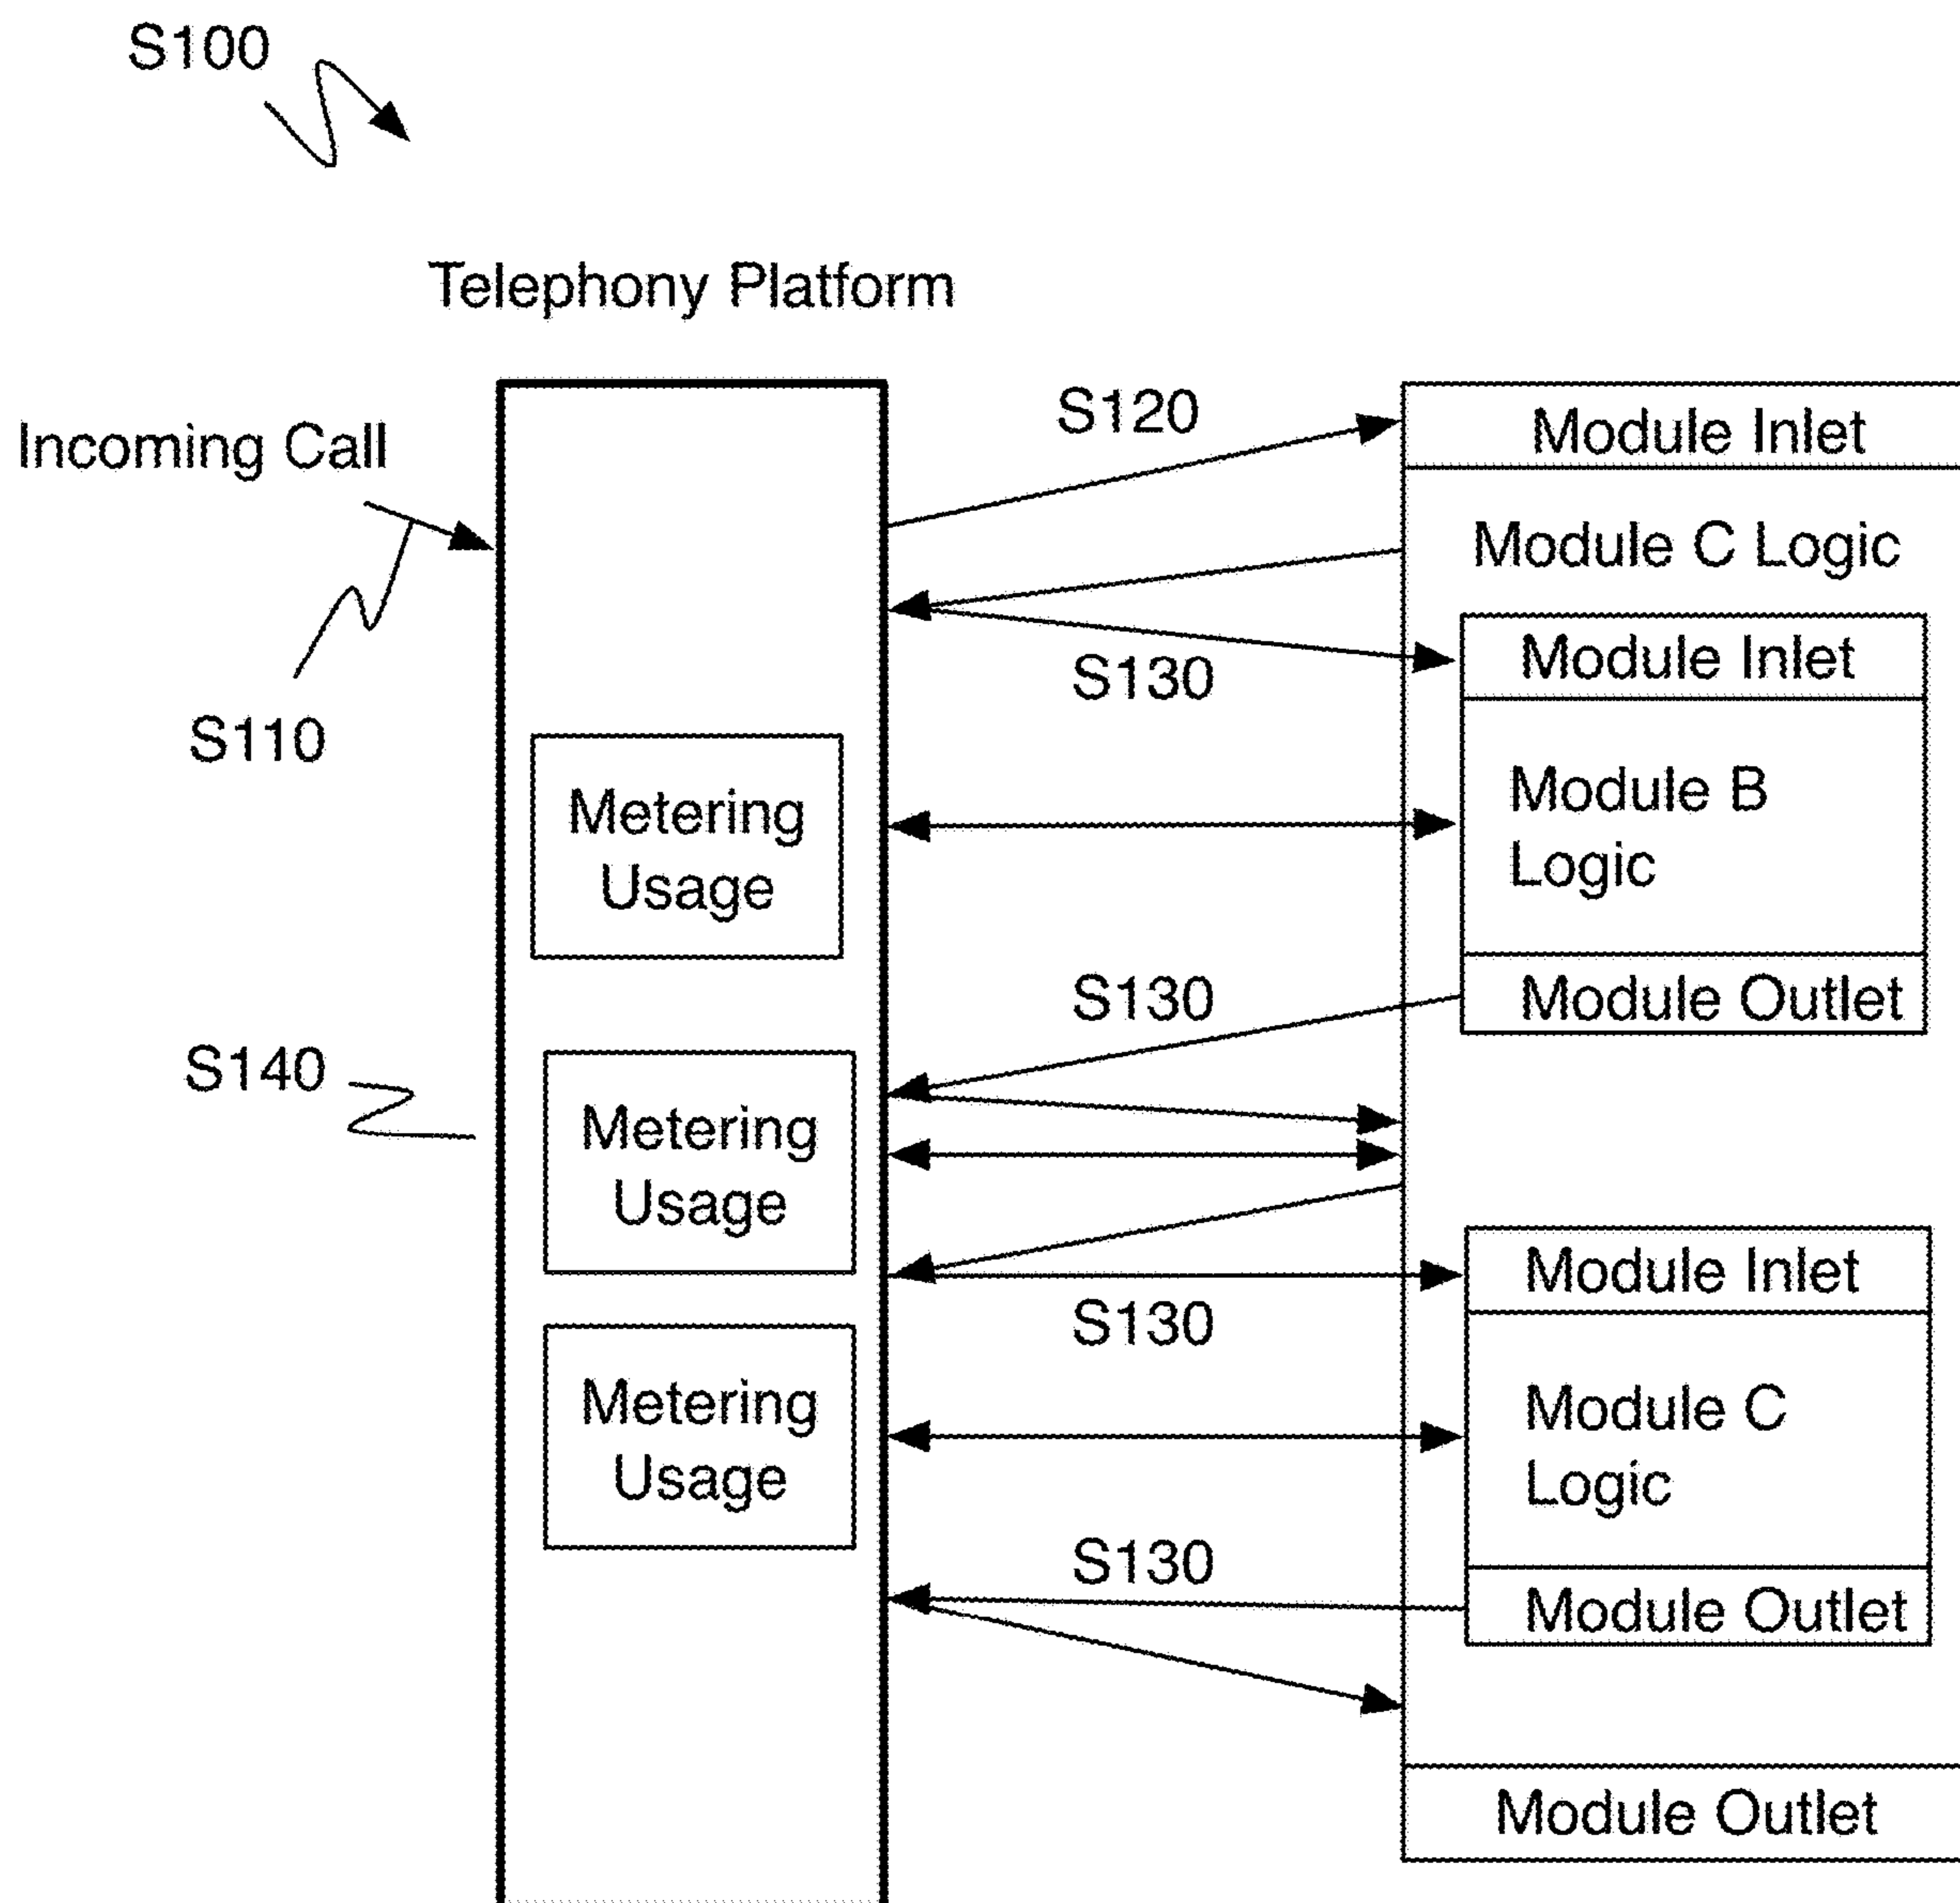 S100
Telephony Platform
Incoming Call
S110
S120
Module Inlet
Module C Logic
S130
Module Inlet
Metering
Usage
Module B
Logic
S130
Module Outlet
S140
Metering
Usage
Module Inlet
S130
Metering
Usage
Module C
Logic
S130
Module Outlet
Module Outlet